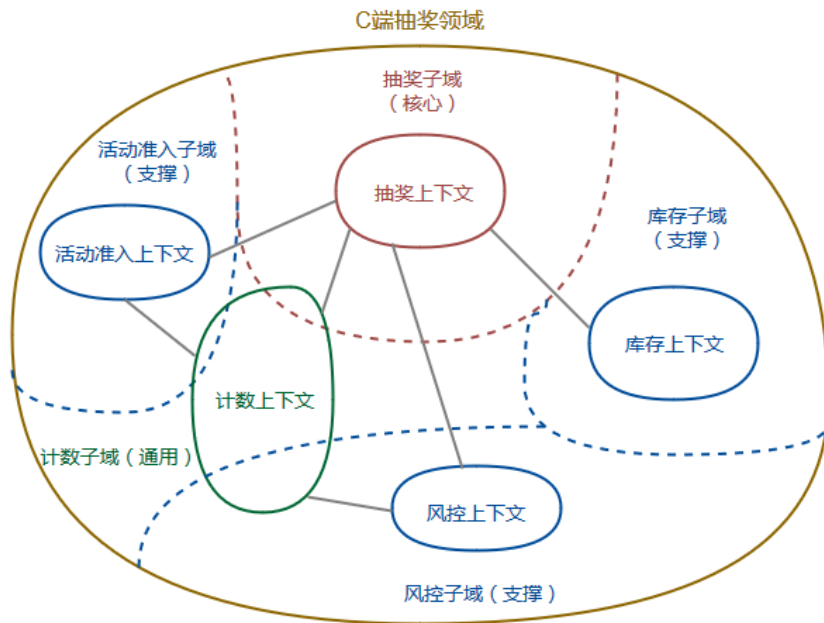 C端抽奖领域
抽奖子域
（核心）
活动准入子域
（支撑）
抽奖上下文
库存子域
（支撑）
活动准入上下文
库存上下文
计数上下文
计数子域（通用）
风控上下文
风控子域（支撑）